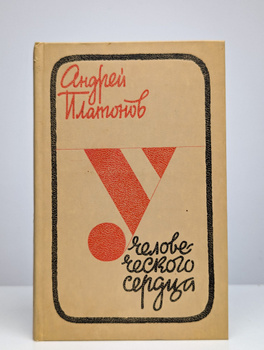 Андрей
Платонов
У
челове-
ческого
сердца